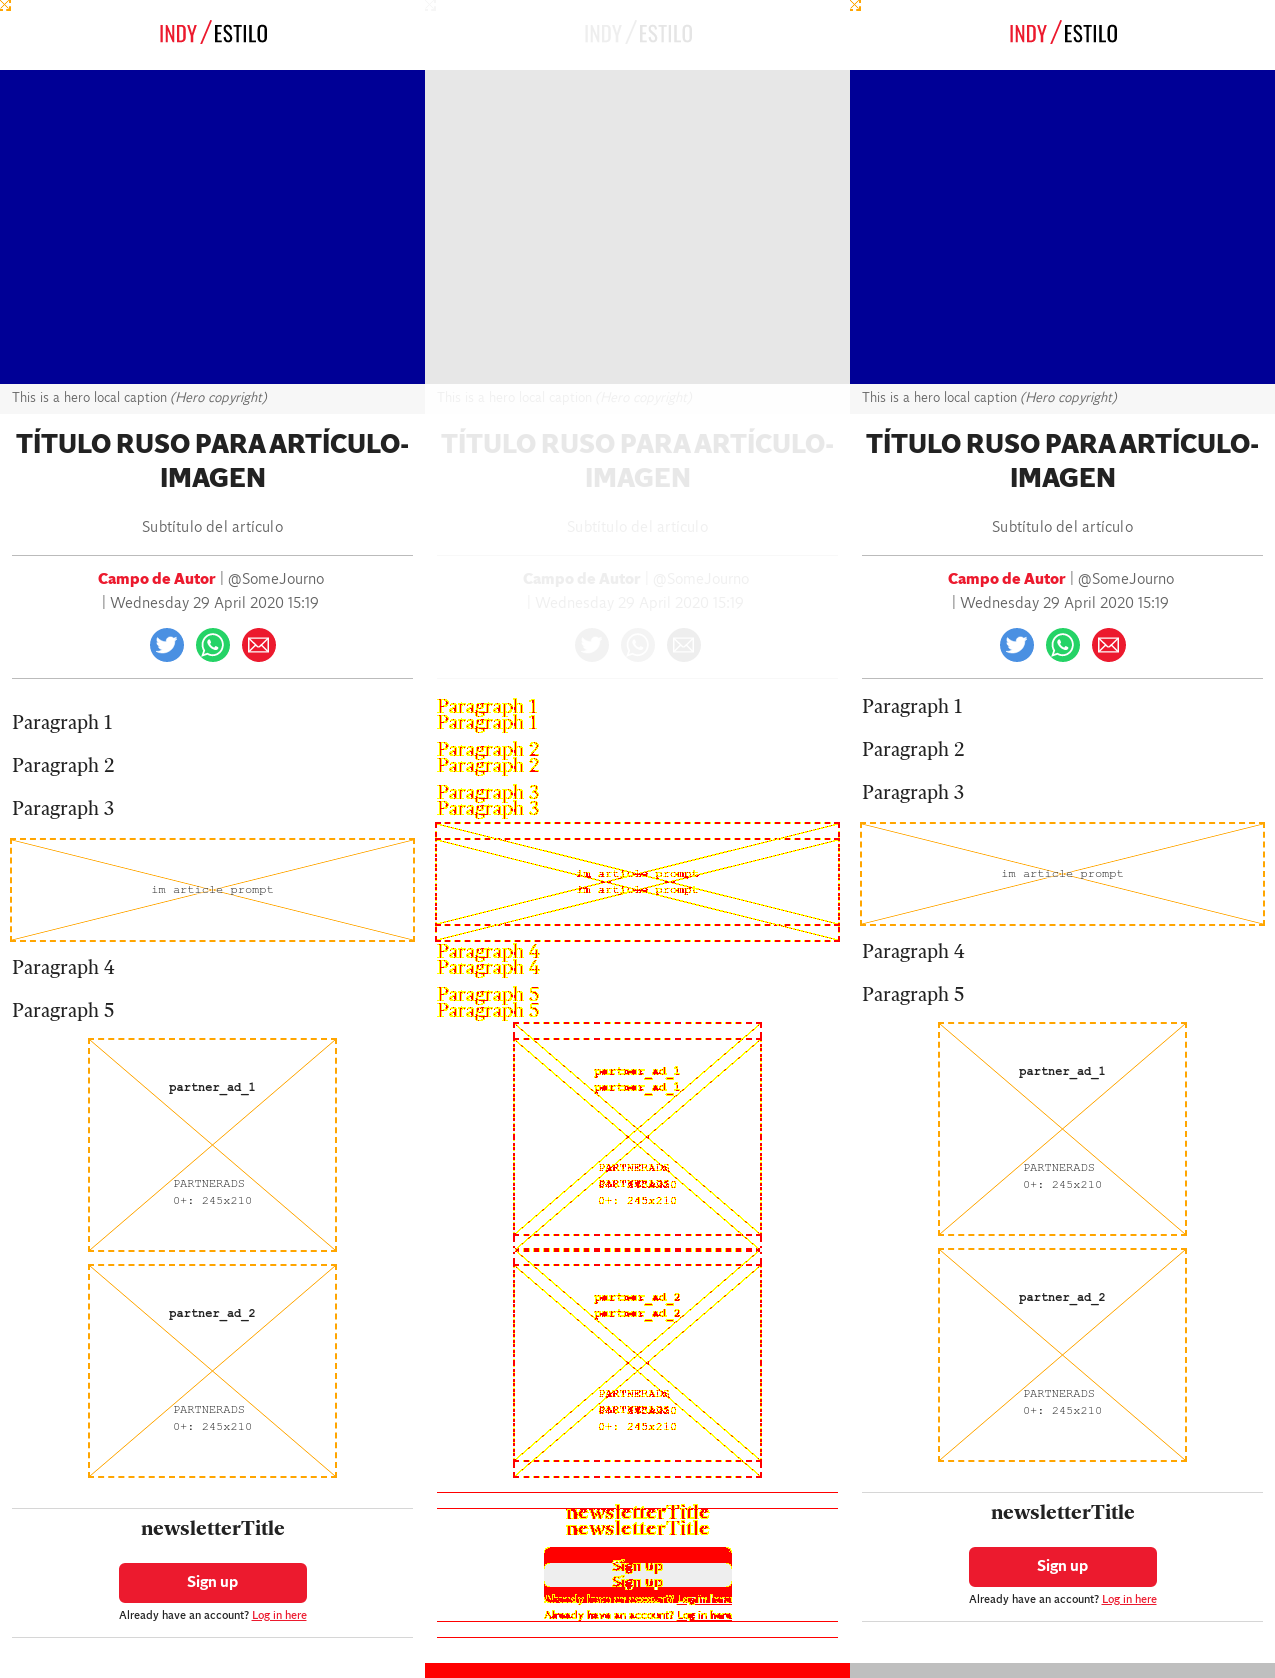 INDY/ESTILO
This is a hero local caption (Hero copyright)
TÍTULO RUSO PARA ARTÍCULO-
IMAGEN
Subtítulo del artículo
Campo de Autor | @SomeJourno
| Wednesday 29 April 2020 15:19
Paragraph 1
Paragraph 2
Paragraph 3
im article prompt
Paragraph 4
Paragraph 5
partner_ad_1
PARTNERADS
0+: 245x210
partner_ad_2
PARTNERADS
0+: 245x210
newsletterTitle
Sign up
Already have an account? Log in here
INDY/ESTILO
This is a hero local caption (Hero copyright)
TÍTULO RUSO PARA ARTÍCULO-
IMAGEN
Subtítulo del artículo
Campo de Autor | @SomeJourno
| Wednesday 29 April 2020 15:19
Paragraph 1
Paragraph 1
Paragraph 2
Paragraph 2
Paragraph 3
Paragraph 3
im article prompt
im article prompt
Paragraph 4
Paragraph 4
Paragraph 5
Paragraph 5
partner_ad_1
partner_ad_1
PARTNERADS
0+: 245x210
partner_ad_2
partner_ad_2
PARTNERADS
0+: 245x210
newsletterTitle
newsletterTitle
Sign up
Sign up
Already have an account? Log in here
Already have an account? Log in here
INDY/ESTILO
This is a hero local caption (Hero copyright)
TÍTULO RUSO PARA ARTÍCULO-
IMAGEN
Subtítulo del artículo
Campo de Autor | @SomeJourno
| Wednesday 29 April 2020 15:19
Paragraph 1
Paragraph 2
Paragraph 3
im article prompt
Paragraph 4
Paragraph 5
partner_ad_1
PARTNERADS
0+: 245x210
partner_ad_2
PARTNERADS
0+: 245x210
newsletterTitle
Sign up
Already have an account? Log in here